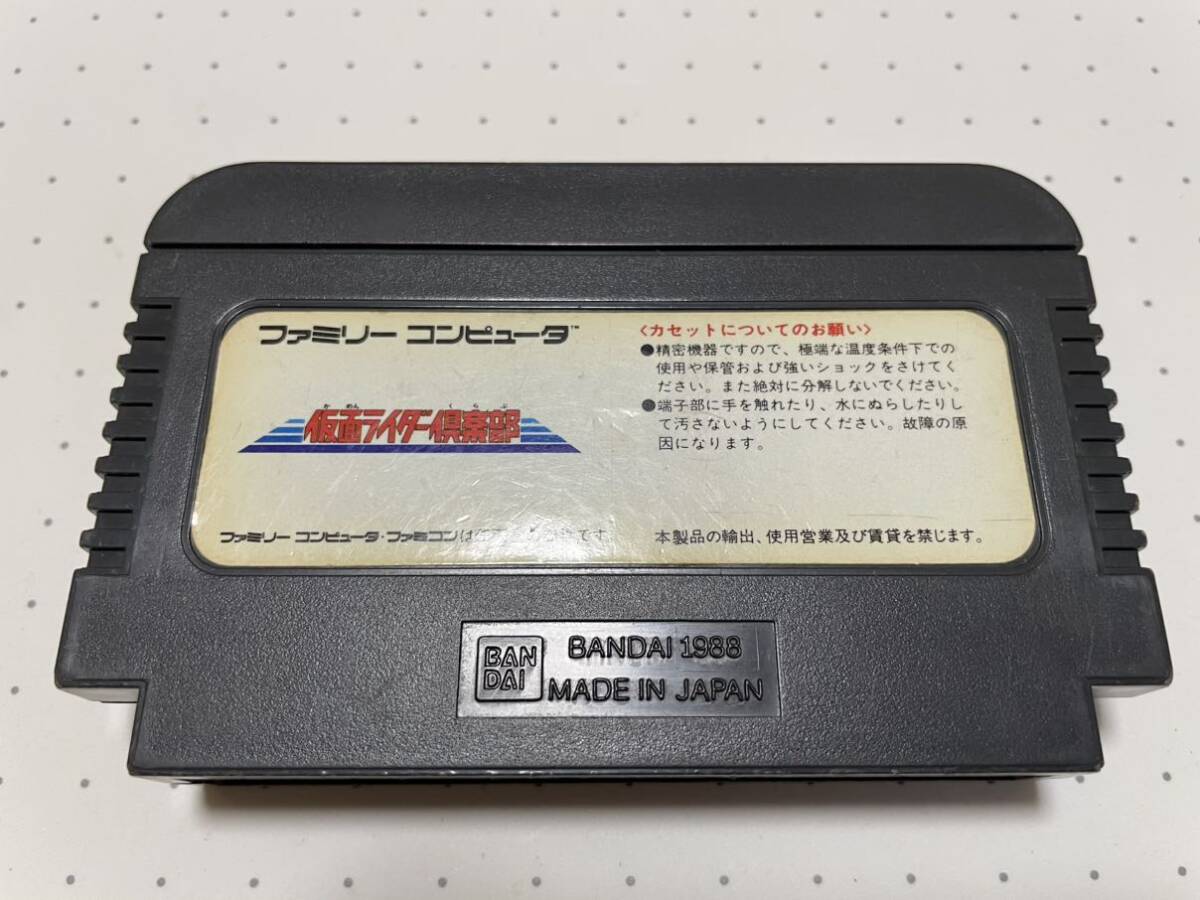 ファミリー コンピュータ™
かめん くらぶ
仮面ライダー倶楽部
<カセットについてのお願い>
●精密機器ですので、極端な温度条件下での
使用や保管および強いショックをさけてく
ださい。また絶対に分解しないでください。
●端子部に手を触れたり、水にぬらしたりし
て汚さないようにしてください。故障の原
因になります。
ファミリー コンピュータ・ファミコンは です。
本製品の輸出、使用営業及び賃貸を禁じます。
BAN
DAI
BANDAI 1988
MADE IN JAPAN